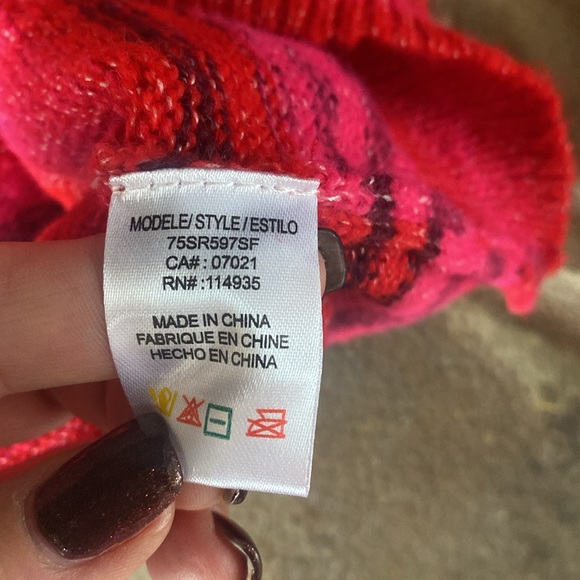 MODELE/ STYLE / ESTILO
75SR597SF
CA# : 07021
RN# :114935
MADE IN CHINA
FABRIQUE EN CHINE
HECHO EN CHINA